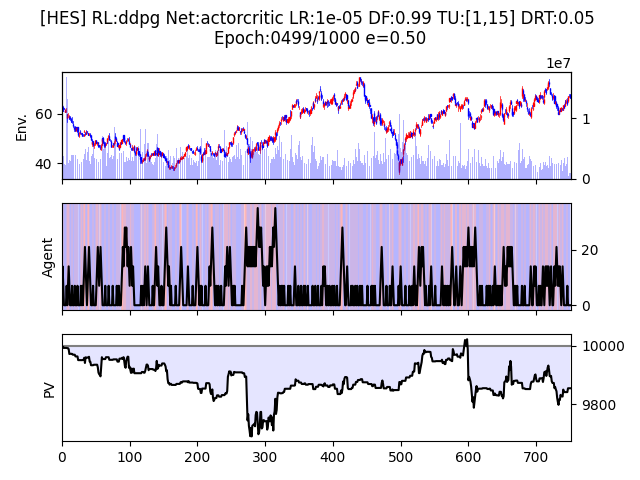 [HES] RL:ddpg Net:actorcritic LR:1e-05 DF:0.99 TU:[1,15] DRT:0.05
Epoch:0499/1000 e=0.50
1e7
Env.
60
40
1
0
Agent
20
0
PV
10000
9800
0 100 200 300 400 500 600 700